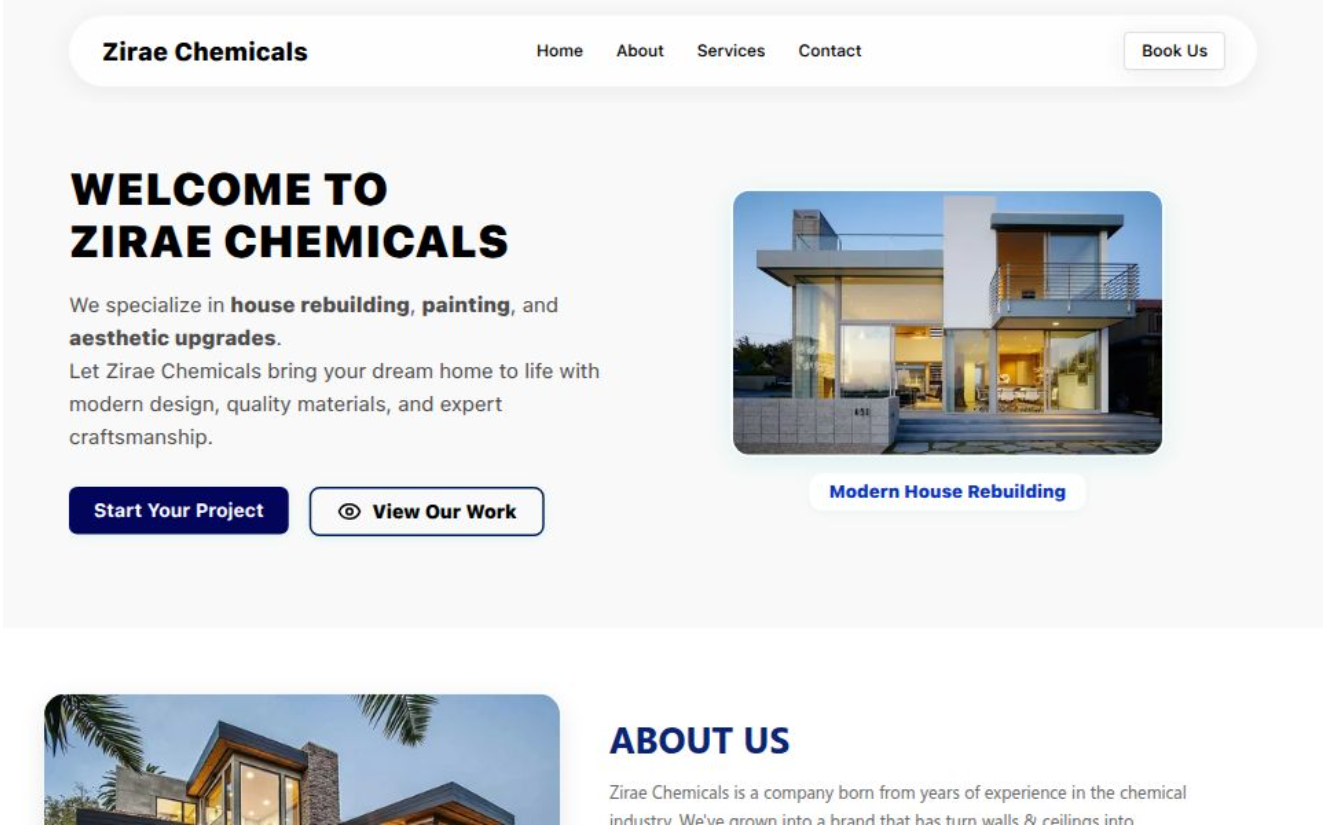 Zirae Chemicals
Home About Services Contact
Book Us
WELCOME TO
ZIRAE CHEMICALS
We specialize in house rebuilding, painting, and
aesthetic upgrades.
Let Zirae Chemicals bring your dream home to life with
modern design, quality materials, and expert
craftsmanship.
Start Your Project
View Our Work
451
Modern House Rebuilding
ABOUT US
Zirae Chemicals is a company born from years of experience in the chemical
industry. We've grown into a brand that has turn walls & ceilings into